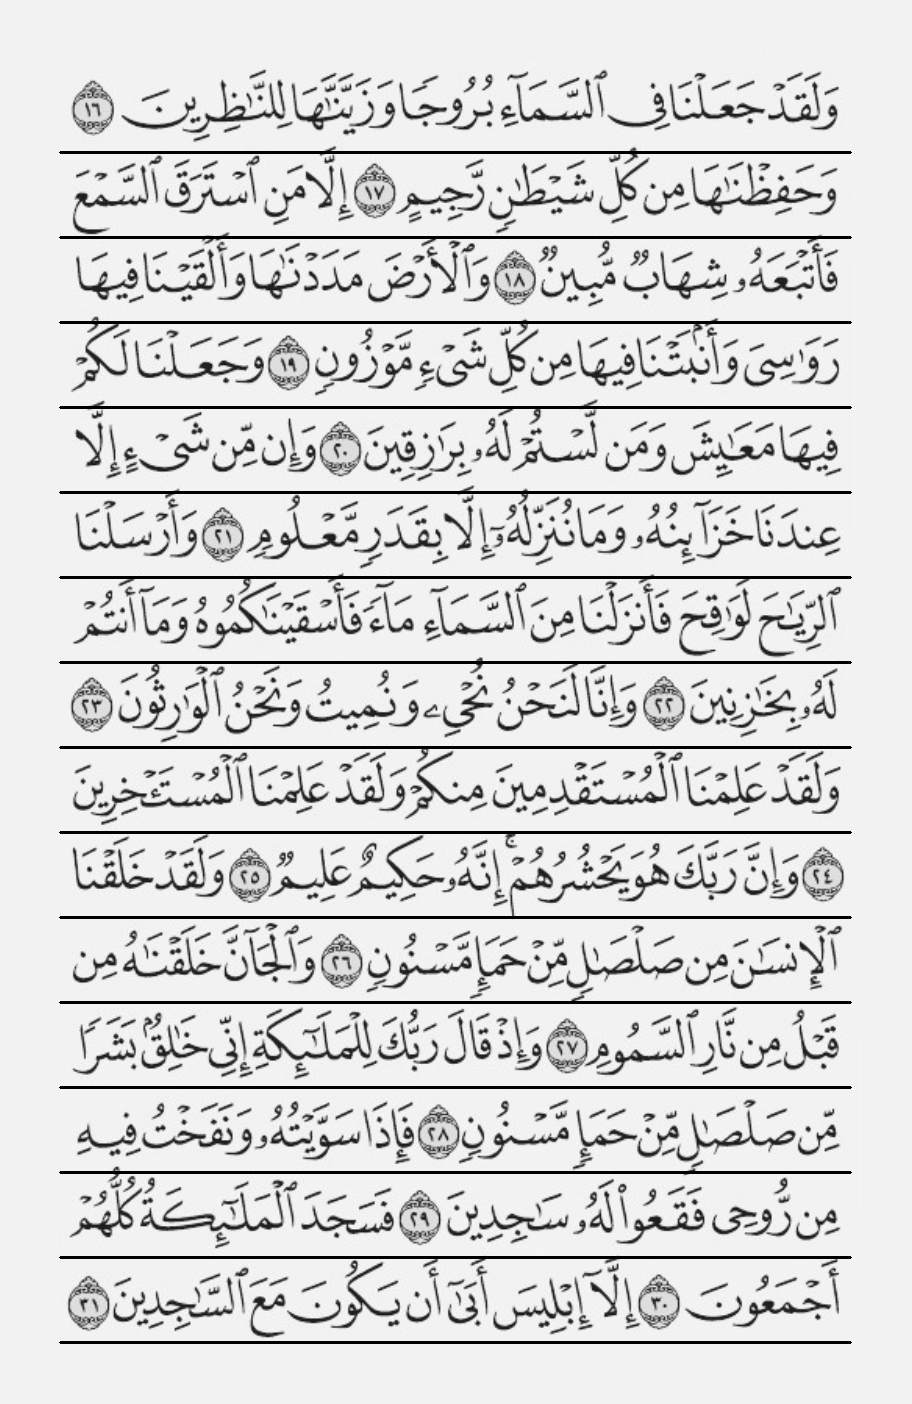 وَلَقَدْ جَعَلْنَا فِى ٱلسَّمَآءِ بُرُوجًا وَزَيَّنَّـٰهَا لِلنَّـٰظِرِينَ ١٦
وَحَفِظْنَـٰهَا مِن كُلِّ شَيْطَـٰنٍ رَّجِيمٍ ١٧ إِلَّا مَنِ ٱسْتَرَقَ ٱلسَّمْعَ
فَأَتْبَعَهُۥ شِهَابٌ مُّبِينٌ ١٨ وَٱلْأَرْضَ مَدَدْنَـٰهَا وَأَلْقَيْنَا فِيهَا
رَوَٰسِىَ وَأَنۢبَتْنَا فِيهَا مِن كُلِّ شَىْءٍ مَّوْزُونٍ ١٩ وَجَعَلْنَا لَكُمْ
فِيهَا مَعَـٰيِشَ وَمَن لَّسْتُمْ لَهُۥ بِرَٰزِقِينَ ٢٠ وَإِن مِّن شَىْءٍ إِلَّا
عِندَنَا خَزَآئِنُهُۥ وَمَا نُنَزِّلُهُۥٓ إِلَّا بِقَدَرٍ مَّعْلُومٍ ٢١ وَأَرْسَلْنَا
ٱلرِّيَـٰحَ لَوَٰقِحَ فَأَنزَلْنَا مِنَ ٱلسَّمَآءِ مَآءً فَأَسْقَيْنَـٰكُمُوهُ وَمَآ أَنتُمْ
لَهُۥ بِخَـٰزِنِينَ ٢٢ وَإِنَّا لَنَحْنُ نُحْىِۦ وَنُمِيتُ وَنَحْنُ ٱلْوَٰرِثُونَ ٢٣
وَلَقَدْ عَلِمْنَا ٱلْمُسْتَقْدِمِينَ مِنكُمْ وَلَقَدْ عَلِمْنَا ٱلْمُسْتَـْٔخِرِينَ
٢٤ وَإِنَّ رَبَّكَ هُوَ يَحْشُرُهُمْ ۚ إِنَّهُۥ حَكِيمٌ عَلِيمٌ ٢٥ وَلَقَدْ خَلَقْنَا
ٱلْإِنسَـٰنَ مِن صَلْصَـٰلٍ مِّنْ حَمَإٍ مَّسْنُونٍ ٢٦ وَٱلْجَآنَّ خَلَقْنَـٰهُ مِن
قَبْلُ مِن نَّارِ ٱلسَّمُومِ ٢٧ وَإِذْ قَالَ رَبُّكَ لِلْمَلَـٰٓئِكَةِ إِنِّى خَـٰلِقٌۢ بَشَرًا
مِّن صَلْصَـٰلٍ مِّنْ حَمَإٍ مَّسْنُونٍ ٢٨ فَإِذَا سَوَّيْتُهُۥ وَنَفَخْتُ فِيهِ
مِن رُّوحِى فَقَعُوا۟ لَهُۥ سَـٰجِدِينَ ٢٩ فَسَجَدَ ٱلْمَلَـٰٓئِكَةُ كُلُّهُمْ
أَجْمَعُونَ ٣٠ إِلَّآ إِبْلِيسَ أَبَىٰٓ أَن يَكُونَ مَعَ ٱلسَّـٰجِدِينَ ٣١